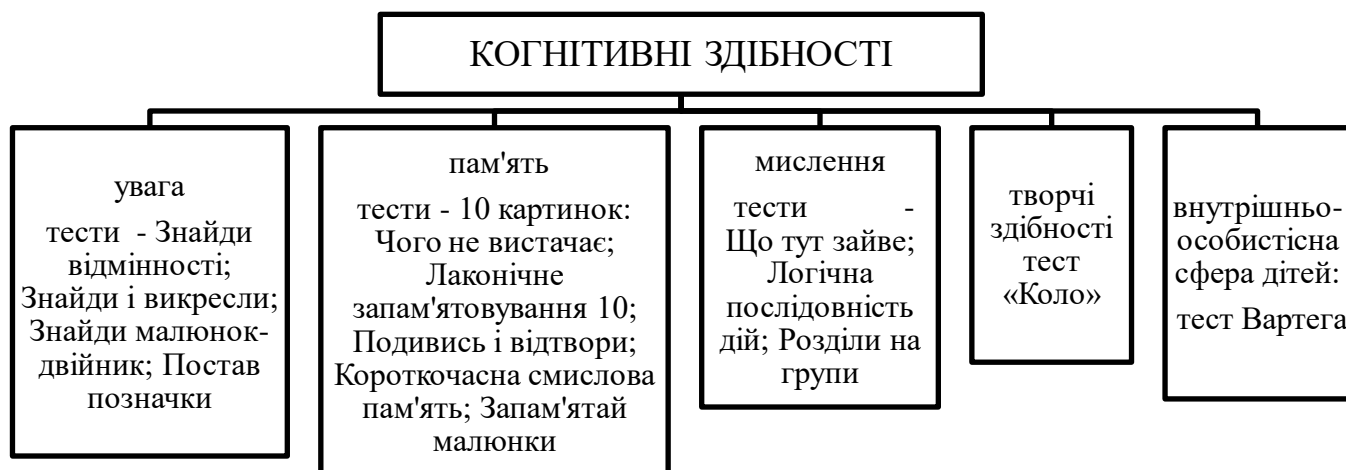 КОГНІТИВНІ ЗДІБНОСТІ
увага
тести - Знайди
відмінності;
Знайди і викресли;
Знайди малюнок-
двійник; Постав
позначки
пам'ять
тести - 10 картинок:
Чого не вистачає;
Лаконічне
запам'ятовування 10;
Подивись і відтвори;
Короткочасна смислова
пам'ять; Запам'ятай
малюнки
мислення
тести -
Що тут зайве;
Логічна
послідовність
дій; Розділи на
групи
творчі
здібності
тест
«Коло»
внутрішньо-
особистісна
сфера дітей:
тест Вартега